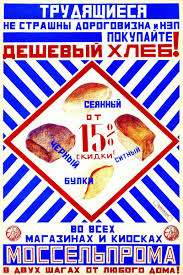 ТРУДЯЩИЕСЯ
НЕ СТРАШНЫ ДОРОГОВИЗНА и НЭП
ПОКУПАЙТЕ
ДЕШЕВЫЙ ХЛЕБ!
СЕЯННЫЙ
ОТ
15%
СКИДКИ!
ЧЕРНЫЙ
СИТНЫЙ
БУЛКИ
ВО ВСЕХ
МАГАЗИНАХ И КИОСКАХ
МОССЕЛЬПРОМА
В ДВУХ ШАГАХ ОТ ЛЮБОГО ДОМА!